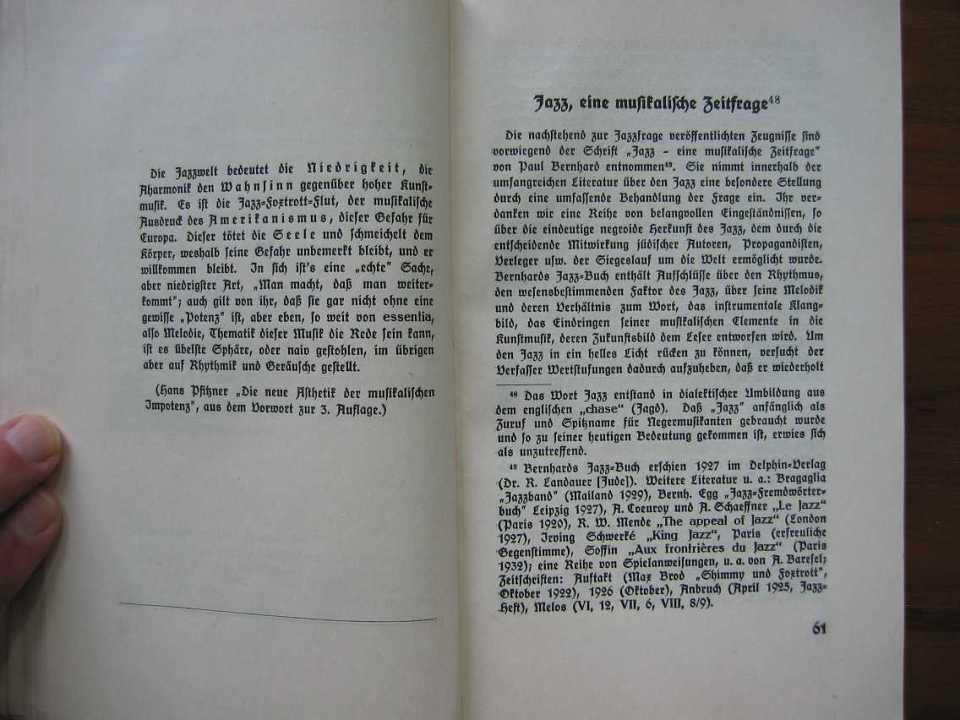 Die Jazzwelt bedeutet die Niedrigkeit, die
Aharmonik den Wahnsinn gegenüber hoher Kunst-
musik. Es ist die Jazz-Foxtrott-Flut, der musikalische
Ausdruck des Amerikanismus, dieser Gefahr für
Europa. Dieser tötet die Seele und schmeichelt dem
Körper, weshalb seine Gefahr unbemerkt bleibt, und er
willkommen bleibt. In sich ist's eine „echte" Sache,
aber niedrigster Art, „Man macht, daß man weiter-
kommt"; auch gilt von ihr, daß sie gar nicht ohne eine
gewisse „Potenz" ist, aber eben, so weit von essentia,
also Melodie, Thematik dieser Musik die Rede sein kann,
ist es übelste Sphäre, oder naiv gestohlen, im übrigen
aber auf Rhythmik und Geräusche gestellt.
(Hans Pfitzner „Die neue Ästhetik der musikalischen
Impotenz", aus dem Vorwort zur 3. Auflage.)
Jazz, eine musikalische Zeitfrage48
Die nachstehend zur Jazzfrage veröffentlichten Zeugnisse sind
vorwiegend der Schrift „Jazz - eine musikalische Zeitfrage"
von Paul Bernhard entnommen49. Sie nimmt innerhalb der
umfangreichen Literatur über den Jazz eine besondere Stellung
durch eine umfassende Behandlung der Frage ein. Ihr ver-
danken wir eine Reihe von belangvollen Eingeständnissen, so
über die eindeutige negroide Herkunft des Jazz, dem durch die
entscheidende Mitwirkung jüdischer Autoren, Propagandisten,
Verleger usw. der Siegeslauf um die Welt ermöglicht wurde.
Bernhards Jazz-Buch enthält Aufschlüsse über den Rhythmus,
den wesensbestimmenden Faktor des Jazz, über seine Melodik
und deren Verhältnis zum Wort, das instrumentale Klang-
bild, das Eindringen seiner musikalischen Elemente in die
Kunstmusik, deren Zukunftsbild dem Leser entworfen wird. Um
den Jazz in ein helles Licht rücken zu können, versucht der
Verfasser Wertstufungen dadurch aufzuheben, daß er wiederholt
48 Das Wort Jazz entstand in dialektischer Umbildung aus
dem englischen „chase" (Jagd). Daß „Jazz" anfänglich als
Zuruf und Spitzname für Negermusikanten gebraucht wurde
und so zu seiner heutigen Bedeutung gekommen ist, erwies sich
als unzutreffend.
49 Bernhards Jazz-Buch erschien 1927 im Delphin-Verlag
(Dr. R. Landauer [Jude]). Weitere Literatur u. a.: Bragaglia
„Jazzband" (Mailand 1929), Bernh. Egg „Jazz-Fremdwörter-
buch" Leipzig 1927), A. Coeuroy und A. Schaeffner „Le Jazz"
(Paris 1920), R. W. Mende „The appeal of Jazz" (London
1927), Irving Schwerké „King Jazz", Paris (erfreuliche
Gegenstimme), Goffin „Aux frontrières du Jazz" (Paris
1932); eine Reihe von Spielanweisungen, u. a. von A. Baresel;
Zeitschriften: Auftakt (Max Brod „Shimmy und Foxtrott",
Oktober 1922), 1926 (Oktober), Anbruch (April 1925, Jazz-
Heft), Melos (VI, 12, VII, 6, VIII, 8/9).
61